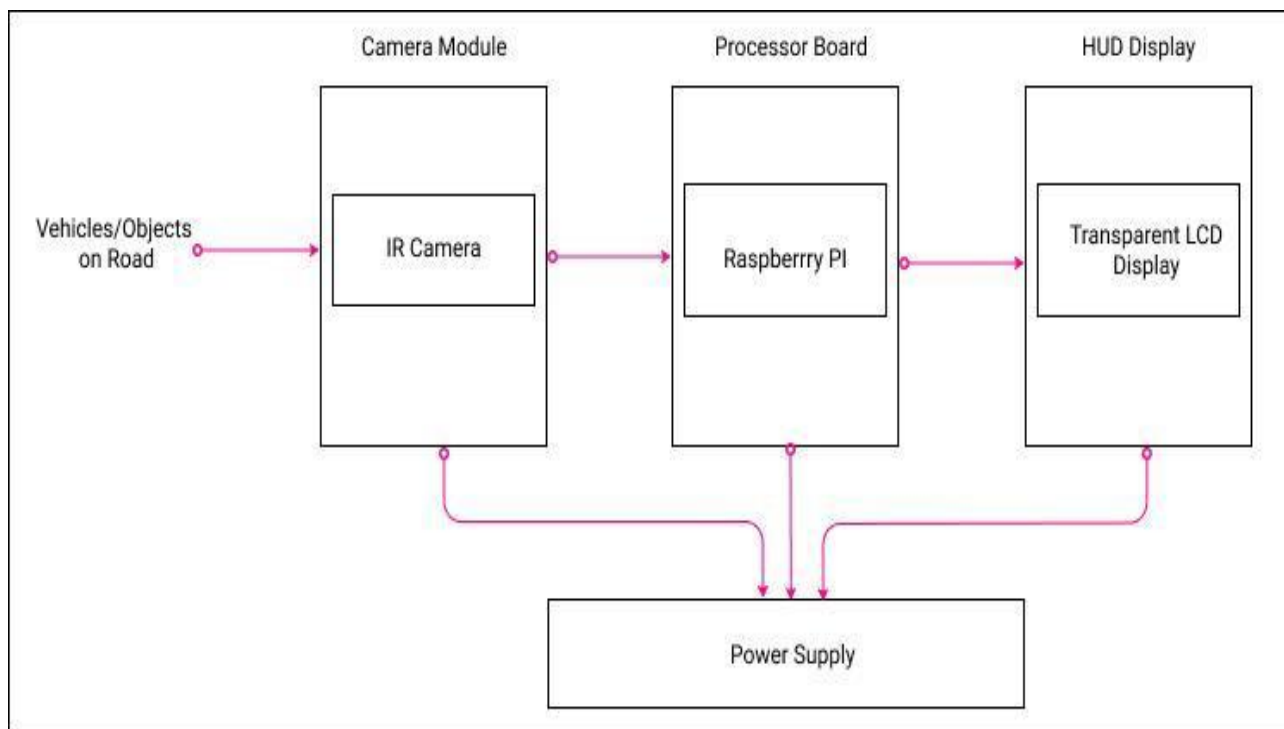 Camera Module
Processor Board
HUD Display
Vehicles/Objects
on Road
IR Camera
Raspberrry PI
Transparent LCD
Display
Power Supply